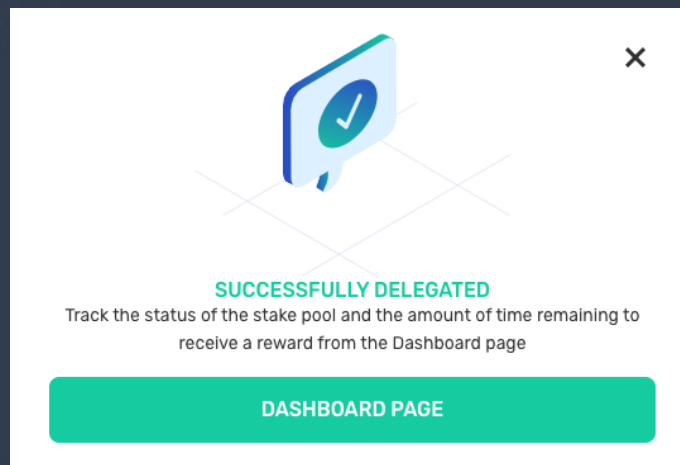 SUCCESSFULLY DELEGATED
Track the status of the stake pool and the amount of time remaining to
receive a reward from the Dashboard page
DASHBOARD PAGE